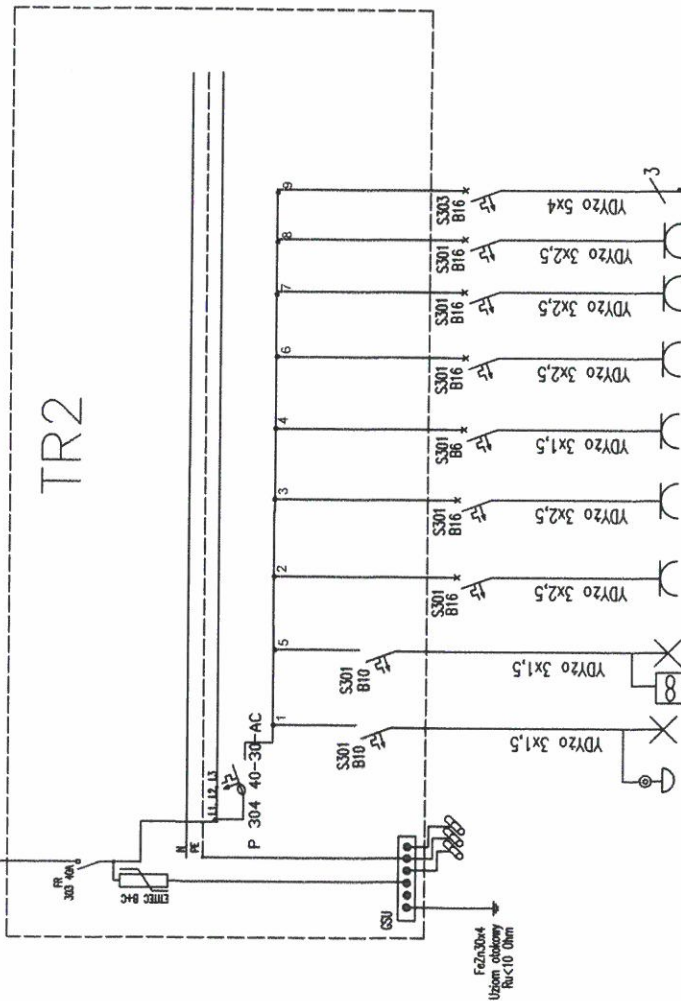 TR2
FR
303 40A
ETITEC B+C
N
PE
L1, L2, L3
P 304 40-30-AC
GSU
FeZn30x4
Uziom otokowy
Ru<10 Ohm
1
5
2
3
4
6
7
8
9
S301
B10
YDYżo 3x1,5
S301
B10
YDYżo 3x1,5
S301
B16
YDYżo 3x2,5
S301
B16
YDYżo 3x2,5
S301
B6
YDYżo 3x1,5
S301
B16
YDYżo 3x2,5
S301
B16
YDYżo 3x2,5
S301
B16
YDYżo 3x2,5
S303
B16
YDYżo 5x4
3